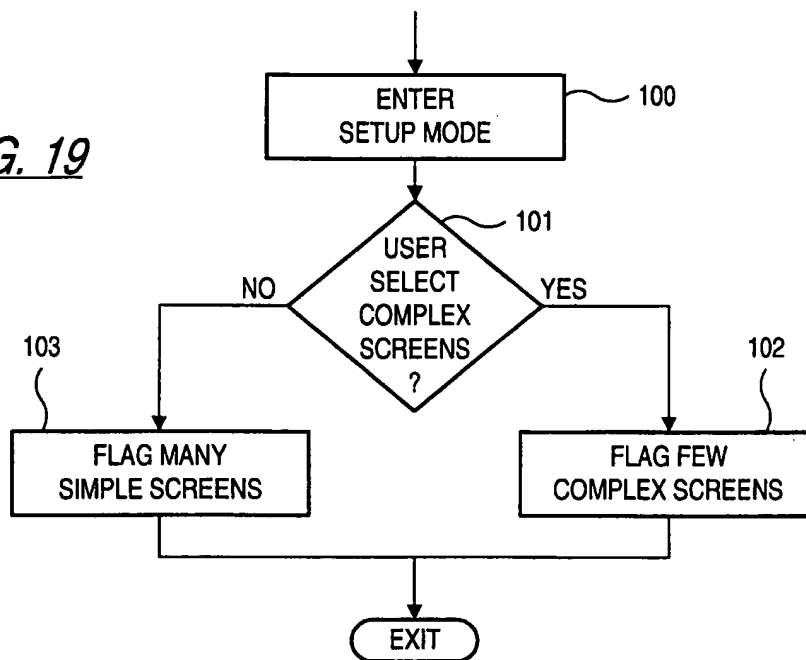 ENTER
SETUP MODE
100
G. 19
101
USER
SELECT
COMPLEX
SCREENS
?
NO
YES
103
102
FLAG MANY
SIMPLE SCREENS
FLAG FEW
COMPLEX SCREENS
EXIT